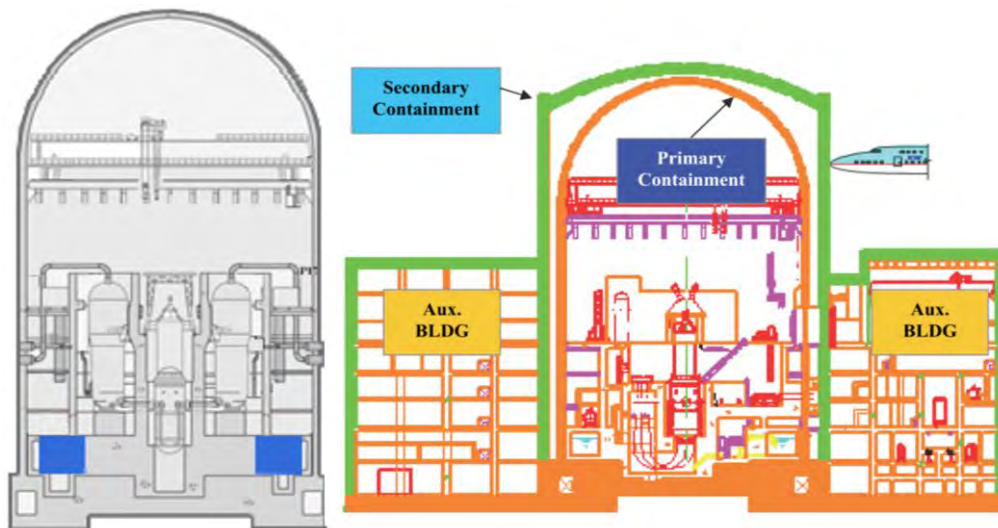 Secondary
Containment
Primary
Containment
Aux.
BLDG
Aux.
BLDG